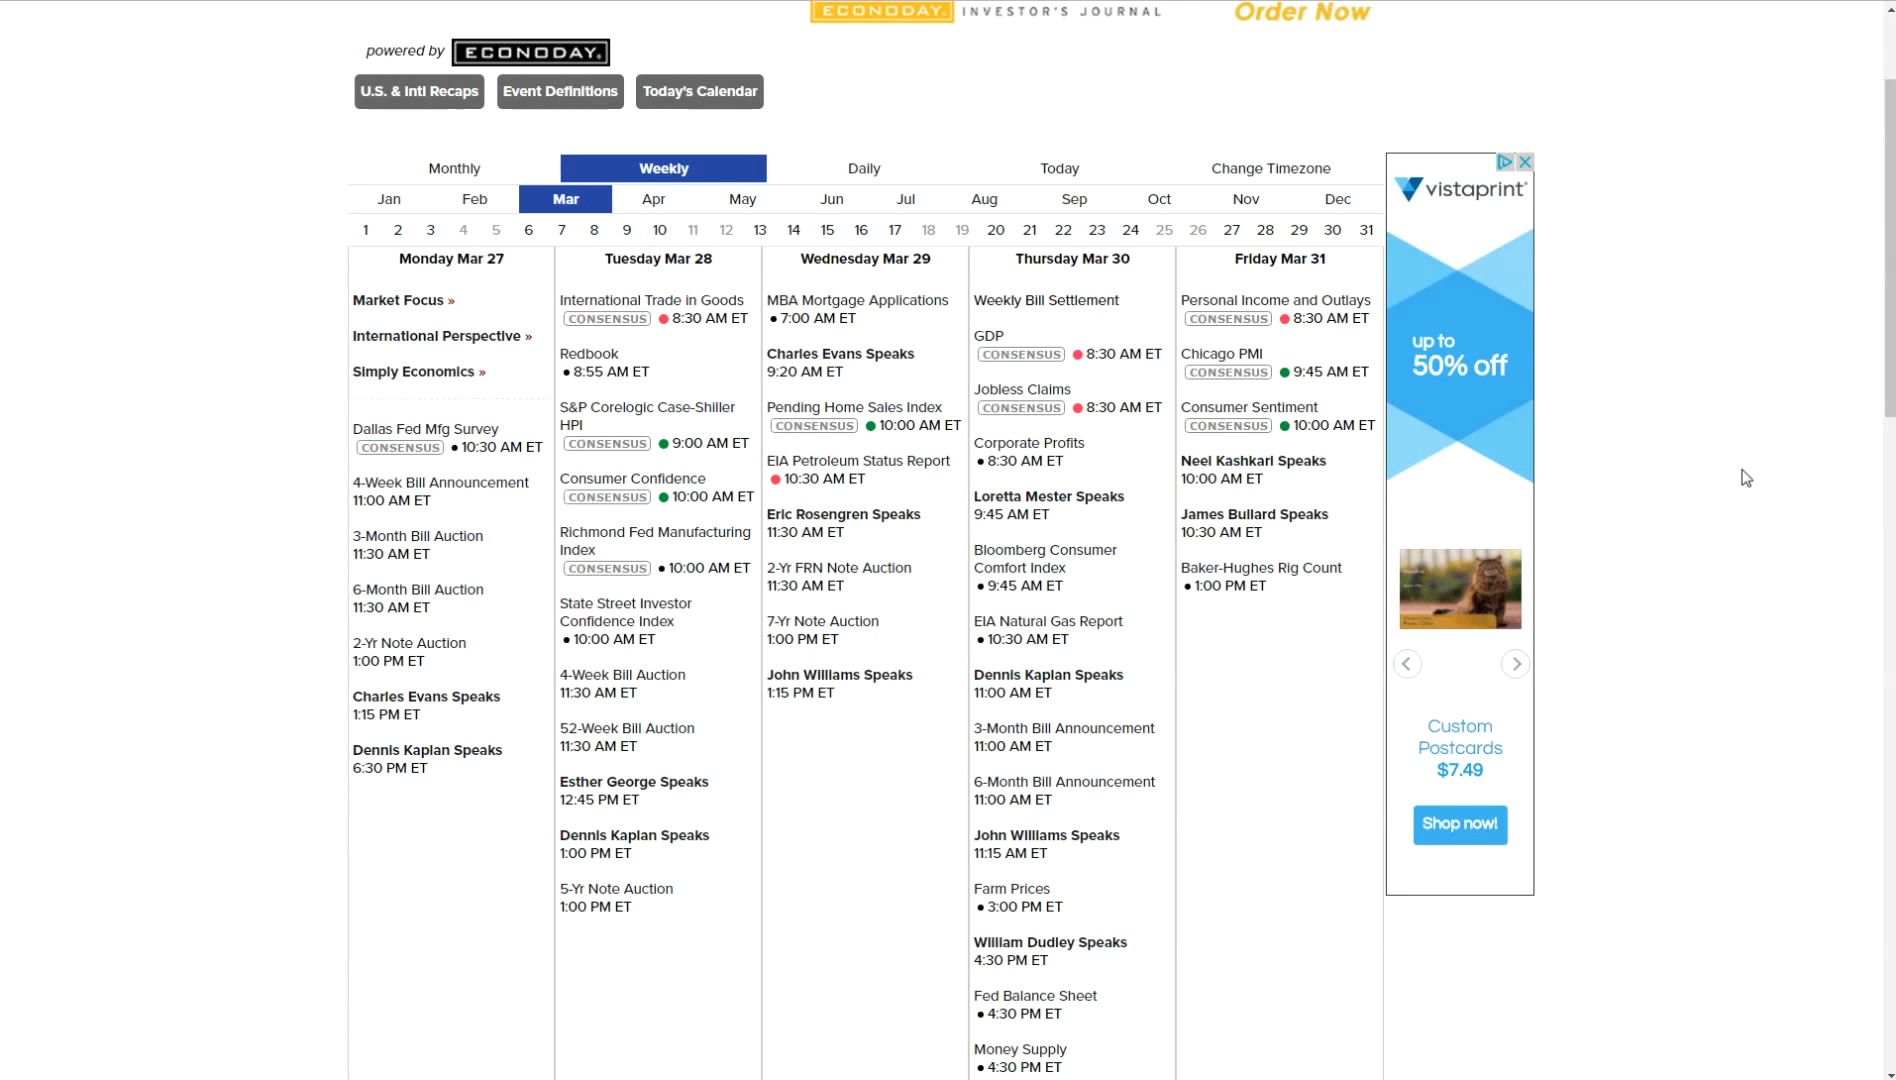 ECONODAY. INVESTOR'S JOURNAL Order Now
powered by ECONODAY.
U.S. & Intl Recaps Event Definitions Today's Calendar
Monthly Weekly Daily Today Change Timezone
Jan Feb Mar Apr May Jun Jul Aug Sep Oct Nov Dec
1 2 3 4 5 6 7 8 9 10 11 12 13 14 15 16 17 18 19 20 21 22 23 24 25 26 27 28 29 30 31
Monday Mar 27
Market Focus »
International Perspective »
Simply Economics »
Dallas Fed Mfg Survey
CONSENSUS • 10:30 AM ET
4-Week Bill Announcement
11:00 AM ET
3-Month Bill Auction
11:30 AM ET
6-Month Bill Auction
11:30 AM ET
2-Yr Note Auction
1:00 PM ET
Charles Evans Speaks
1:15 PM ET
Dennis Kaplan Speaks
6:30 PM ET
Tuesday Mar 28
International Trade in Goods
CONSENSUS 8:30 AM ET
Redbook
• 8:55 AM ET
S&P Corelogic Case-Shiller
HPI
CONSENSUS 9:00 AM ET
Consumer Confidence
CONSENSUS 10:00 AM ET
Richmond Fed Manufacturing
Index
CONSENSUS • 10:00 AM ET
State Street Investor
Confidence Index
• 10:00 AM ET
4-Week Bill Auction
11:30 AM ET
52-Week Bill Auction
11:30 AM ET
Esther George Speaks
12:45 PM ET
Dennis Kaplan Speaks
1:00 PM ET
5-Yr Note Auction
1:00 PM ET
Wednesday Mar 29
MBA Mortgage Applications
• 7:00 AM ET
Charles Evans Speaks
9:20 AM ET
Pending Home Sales Index
CONSENSUS 10:00 AM ET
EIA Petroleum Status Report
10:30 AM ET
Eric Rosengren Speaks
11:30 AM ET
2-Yr FRN Note Auction
11:30 AM ET
7-Yr Note Auction
1:00 PM ET
John Williams Speaks
1:15 PM ET
Thursday Mar 30
Weekly Bill Settlement
GDP
CONSENSUS 8:30 AM ET
Jobless Claims
CONSENSUS 8:30 AM ET
Corporate Profits
• 8:30 AM ET
Loretta Mester Speaks
9:45 AM ET
Bloomberg Consumer
Comfort Index
• 9:45 AM ET
EIA Natural Gas Report
• 10:30 AM ET
Dennis Kaplan Speaks
11:00 AM ET
3-Month Bill Announcement
11:00 AM ET
6-Month Bill Announcement
11:00 AM ET
John Williams Speaks
11:15 AM ET
Farm Prices
• 3:00 PM ET
William Dudley Speaks
4:30 PM ET
Fed Balance Sheet
• 4:30 PM ET
Money Supply
• 4:30 PM ET
Friday Mar 31
Personal Income and Outlays
CONSENSUS 8:30 AM ET
Chicago PMI
CONSENSUS 9:45 AM ET
Consumer Sentiment
CONSENSUS 10:00 AM ET
Neel Kashkari Speaks
10:00 AM ET
James Bullard Speaks
10:30 AM ET
Baker-Hughes Rig Count
• 1:00 PM ET
vistaprint
up to
50% off
Custom
Postcards
$7.49
Shop now!